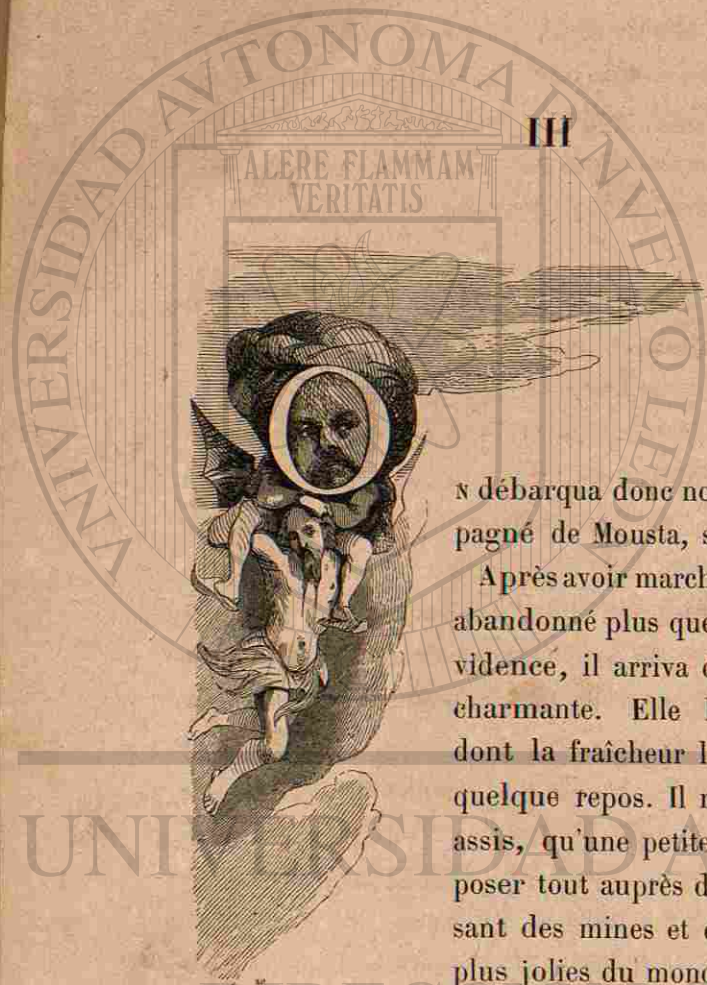 III
ON débarqua donc no
pagné de Mousta, s
Après avoir march
abandonné plus que
vidence, il arriva
charmante. Elle
dont la fraîcheur l
quelque repos. Il
assis, qu'une petite
poser tout auprès d
sant des mines et
plus jolies du mond
UNIVERSIDAD AUTONOMA DE NUEVO LEON
ALERE FLAMMAM
VERITATIS
UNIVERSIDAD A